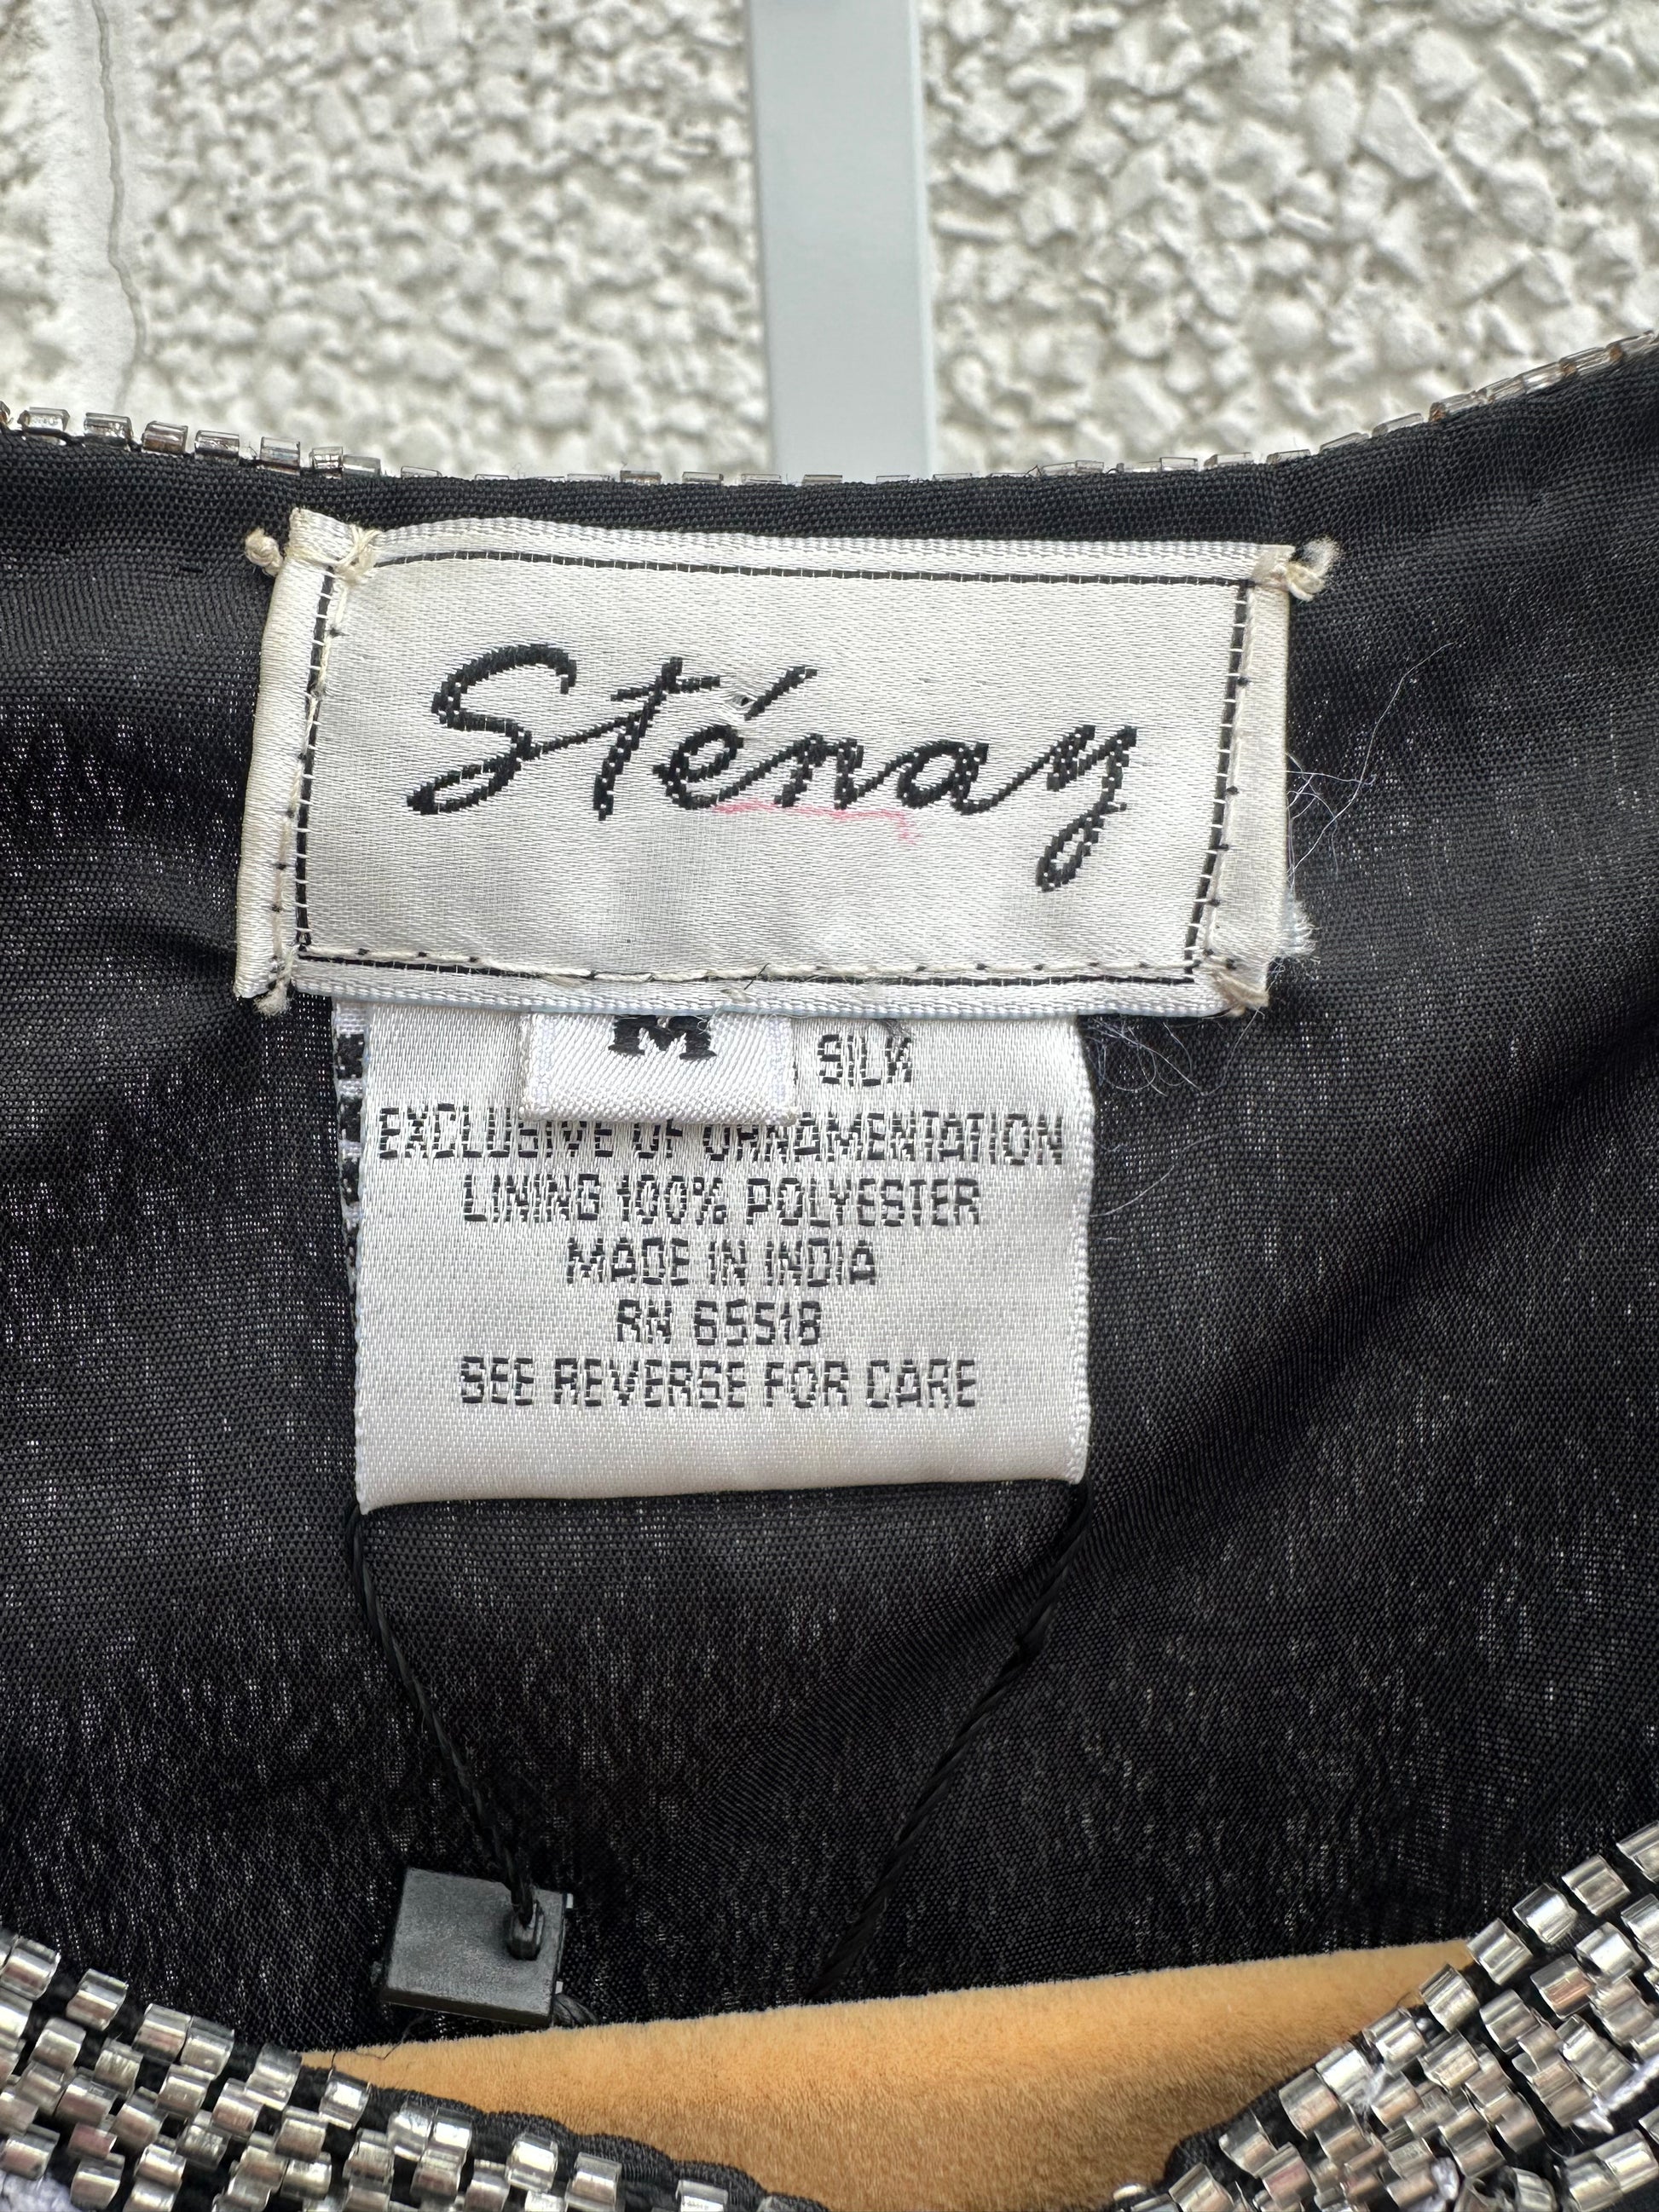 Sténay
M
SILK
EXCLUSIVE OF ORNAMENTATION
LINING 100% POLYESTER
MADE IN INDIA
RN 65518
SEE REVERSE FOR CARE